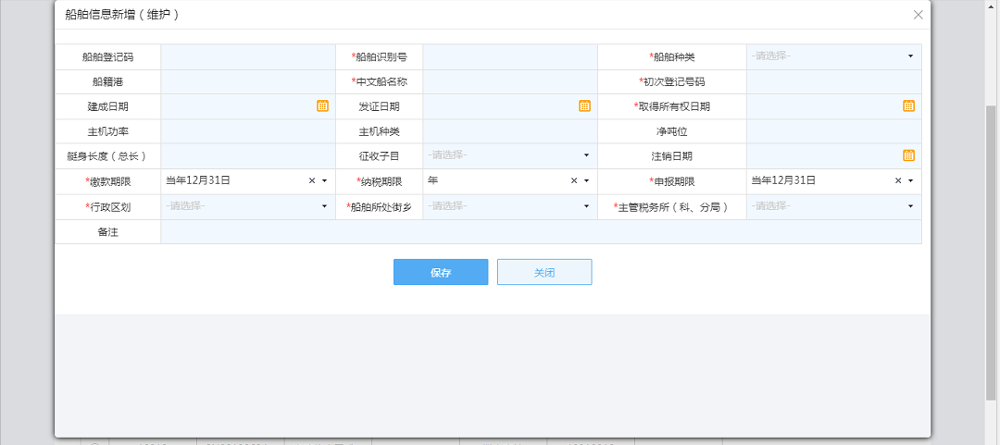 船舶信息新增（维护）
船舶登记码 *船舶识别号 *船舶种类 -请选择-
船籍港 *中文船名称 *初次登记号码
建成日期 发证日期 *取得所有权日期
主机功率 主机种类 净吨位
艇身长度（总长） 征收子目 -请选择- 注销日期
*缴款期限 当年12月31日 *纳税期限 年 *申报期限 当年12月31日
*行政区划 -请选择- *船舶所处街乡 -请选择- *主管税务所（科、分局） -请选择-
备注
保存 关闭